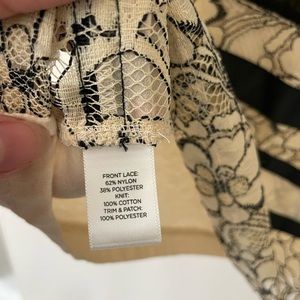 FRONT LACE:
62% NYLON
38% POLYESTER
KNIT:
100% COTTON
TRIM & PATCH:
100% POLYESTER